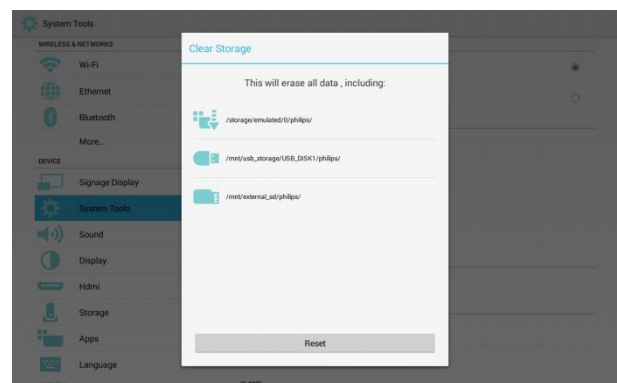 System Tools
WIRELESS & NETWORKS
Wi-Fi
Ethernet
Bluetooth
More...
DEVICE
Signage Display
System Tools
Sound
Display
Hdmi
Storage
Apps
Language
Clear Storage
This will erase all data , including:
/storage/emulated/0/philips/
/mnt/usb_storage/USB_DISK1/philips/
/mnt/external_sd/philips/
Reset